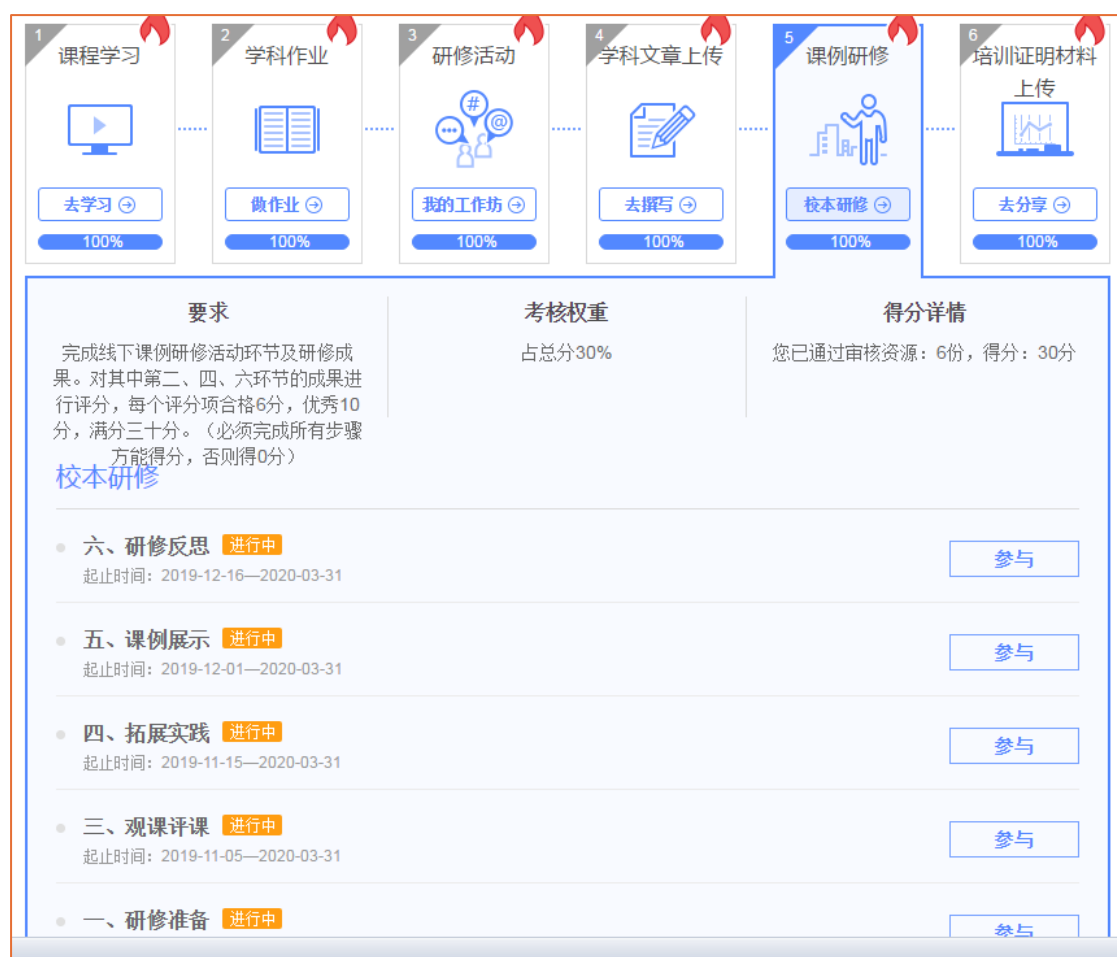 1
课程学习
去学习
100%
2
学科作业
做作业
100%
3
研修活动
#
@
我的工作坊
100%
4
学科文章上传
去撰写
100%
5
课例研修
校本研修
100%
6
培训证明材料
上传
去分享
100%
要求
完成线下课例研修活动环节及研修成
果。对其中第二、四、六环节的成果进
行评分，每个评分项合格6分，优秀10
分，满分三十分。（必须完成所有步骤
方能得分，否则得0分）
考核权重
占总分30%
得分详情
您已通过审核资源：6份，得分：30分
校本研修
六、研修反思 进行中
起止时间：2019-12-16—2020-03-31
参与
五、课例展示 进行中
起止时间：2019-12-01—2020-03-31
参与
四、拓展实践 进行中
起止时间：2019-11-15—2020-03-31
参与
三、观课评课 进行中
起止时间：2019-11-05—2020-03-31
参与
一、研修准备 进行中
参与